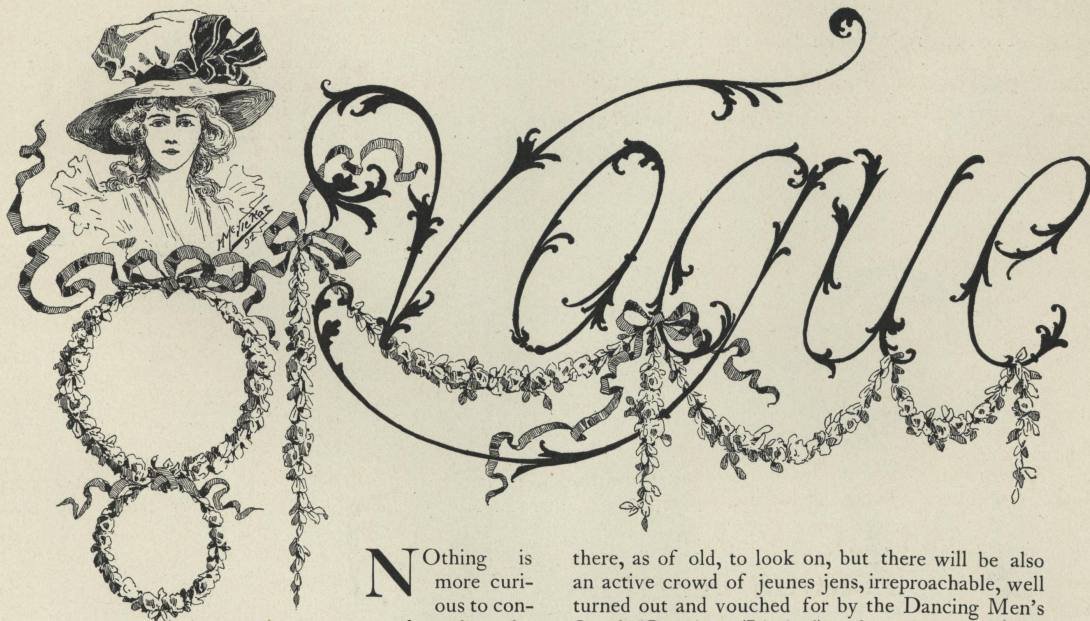 Vogue
NOthing is
more curi-
ous to con-
there, as of old, to look on, but there will be also
an active crowd of jeunes jens, irreproachable, well
turned out and vouched for by the Dancing Men's